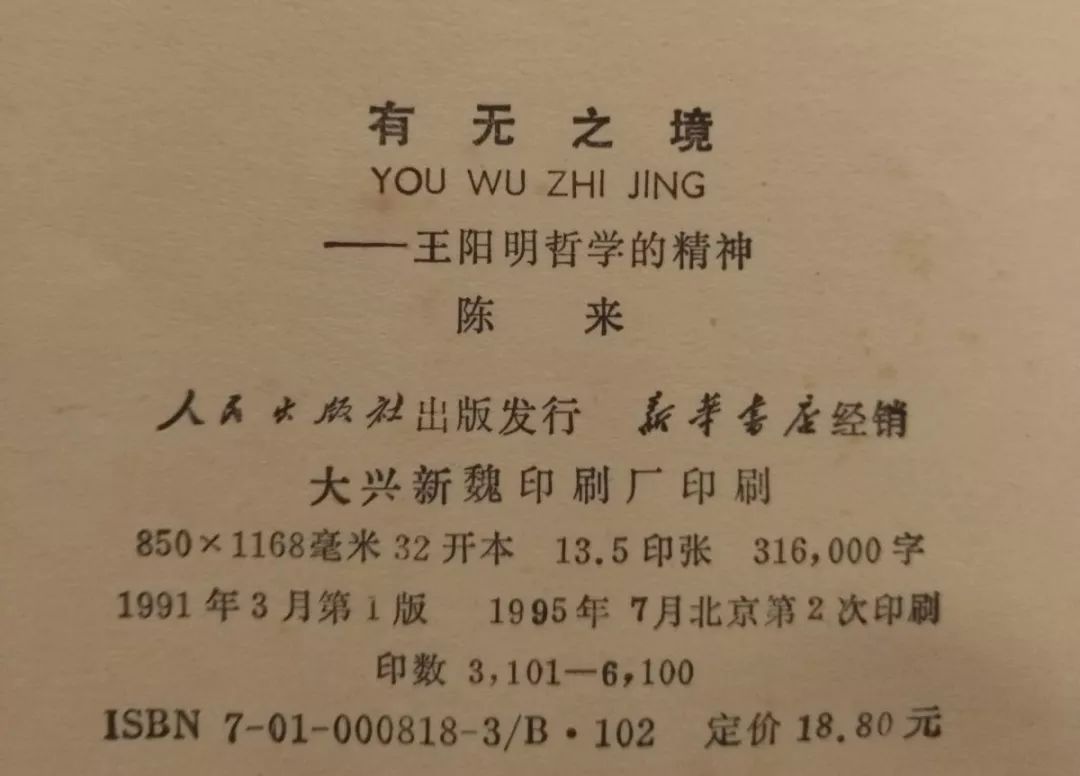 有无之境
YOU WU ZHI JING
——王阳明哲学的精神
陈 来
人民出版社出版发行 新华书店经销
大兴新魏印刷厂印刷
850×1168毫米 32开本 13.5印张 316,000字
1991年3月第1版 1995年7月北京第2次印刷
印数 3,101—6,100
ISBN 7-01-000818-3/B·102 定价18.80元